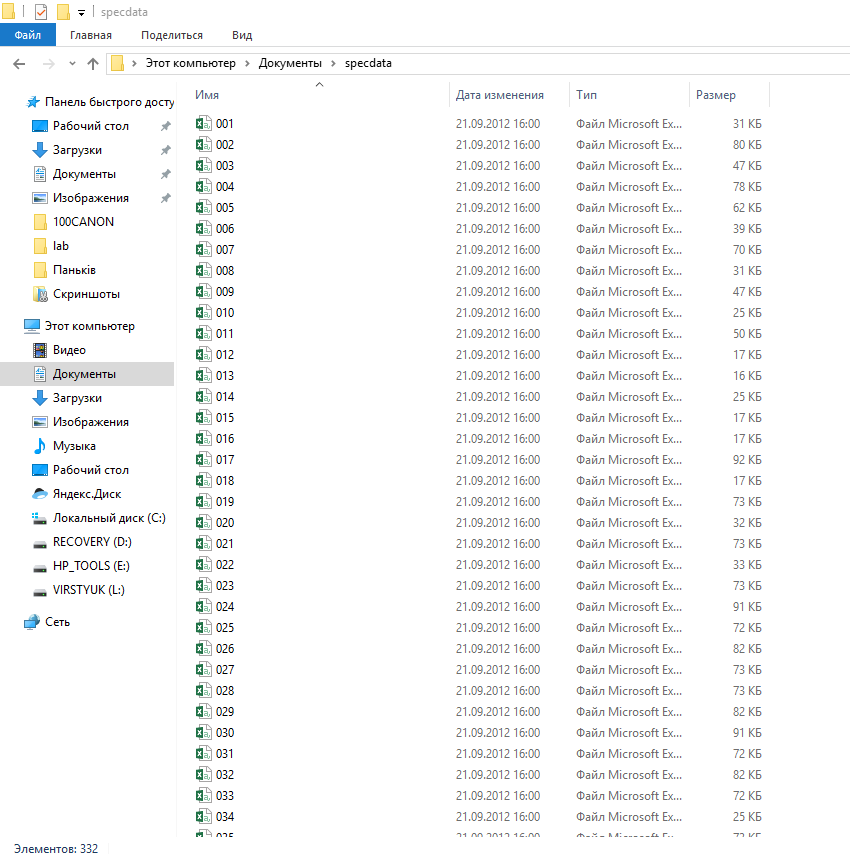 specdata
Файл Главная Поделиться Вид
Этот компьютер Документы specdata
Панель быстрого досту
Рабочий стол
Загрузки
Документы
Изображения
100CANON
lab
Паньків
Скриншоты
Этот компьютер
Видео
Документы
Загрузки
Изображения
Музыка
Рабочий стол
Яндекс.Диск
Локальный диск (C:)
RECOVERY (D:)
HP_TOOLS (E:)
VIRSTYUK (L:)
Сеть
Имя Дата изменения Тип Размер
001 21.09.2012 16:00 Файл Microsoft Ex... 31 КБ
002 21.09.2012 16:00 Файл Microsoft Ex... 80 КБ
003 21.09.2012 16:00 Файл Microsoft Ex... 47 КБ
004 21.09.2012 16:00 Файл Microsoft Ex... 78 КБ
005 21.09.2012 16:00 Файл Microsoft Ex... 62 КБ
006 21.09.2012 16:00 Файл Microsoft Ex... 39 КБ
007 21.09.2012 16:00 Файл Microsoft Ex... 70 КБ
008 21.09.2012 16:00 Файл Microsoft Ex... 31 КБ
009 21.09.2012 16:00 Файл Microsoft Ex... 47 КБ
010 21.09.2012 16:00 Файл Microsoft Ex... 25 КБ
011 21.09.2012 16:00 Файл Microsoft Ex... 50 КБ
012 21.09.2012 16:00 Файл Microsoft Ex... 17 КБ
013 21.09.2012 16:00 Файл Microsoft Ex... 16 КБ
014 21.09.2012 16:00 Файл Microsoft Ex... 25 КБ
015 21.09.2012 16:00 Файл Microsoft Ex... 17 КБ
016 21.09.2012 16:00 Файл Microsoft Ex... 17 КБ
017 21.09.2012 16:00 Файл Microsoft Ex... 92 КБ
018 21.09.2012 16:00 Файл Microsoft Ex... 17 КБ
019 21.09.2012 16:00 Файл Microsoft Ex... 73 КБ
020 21.09.2012 16:00 Файл Microsoft Ex... 32 КБ
021 21.09.2012 16:00 Файл Microsoft Ex... 73 КБ
022 21.09.2012 16:00 Файл Microsoft Ex... 33 КБ
023 21.09.2012 16:00 Файл Microsoft Ex... 73 КБ
024 21.09.2012 16:00 Файл Microsoft Ex... 91 КБ
025 21.09.2012 16:00 Файл Microsoft Ex... 72 КБ
026 21.09.2012 16:00 Файл Microsoft Ex... 82 КБ
027 21.09.2012 16:00 Файл Microsoft Ex... 73 КБ
028 21.09.2012 16:00 Файл Microsoft Ex... 73 КБ
029 21.09.2012 16:00 Файл Microsoft Ex... 82 КБ
030 21.09.2012 16:00 Файл Microsoft Ex... 91 КБ
031 21.09.2012 16:00 Файл Microsoft Ex... 72 КБ
032 21.09.2012 16:00 Файл Microsoft Ex... 82 КБ
033 21.09.2012 16:00 Файл Microsoft Ex... 72 КБ
034 21.09.2012 16:00 Файл Microsoft Ex... 25 КБ
Элементов: 332